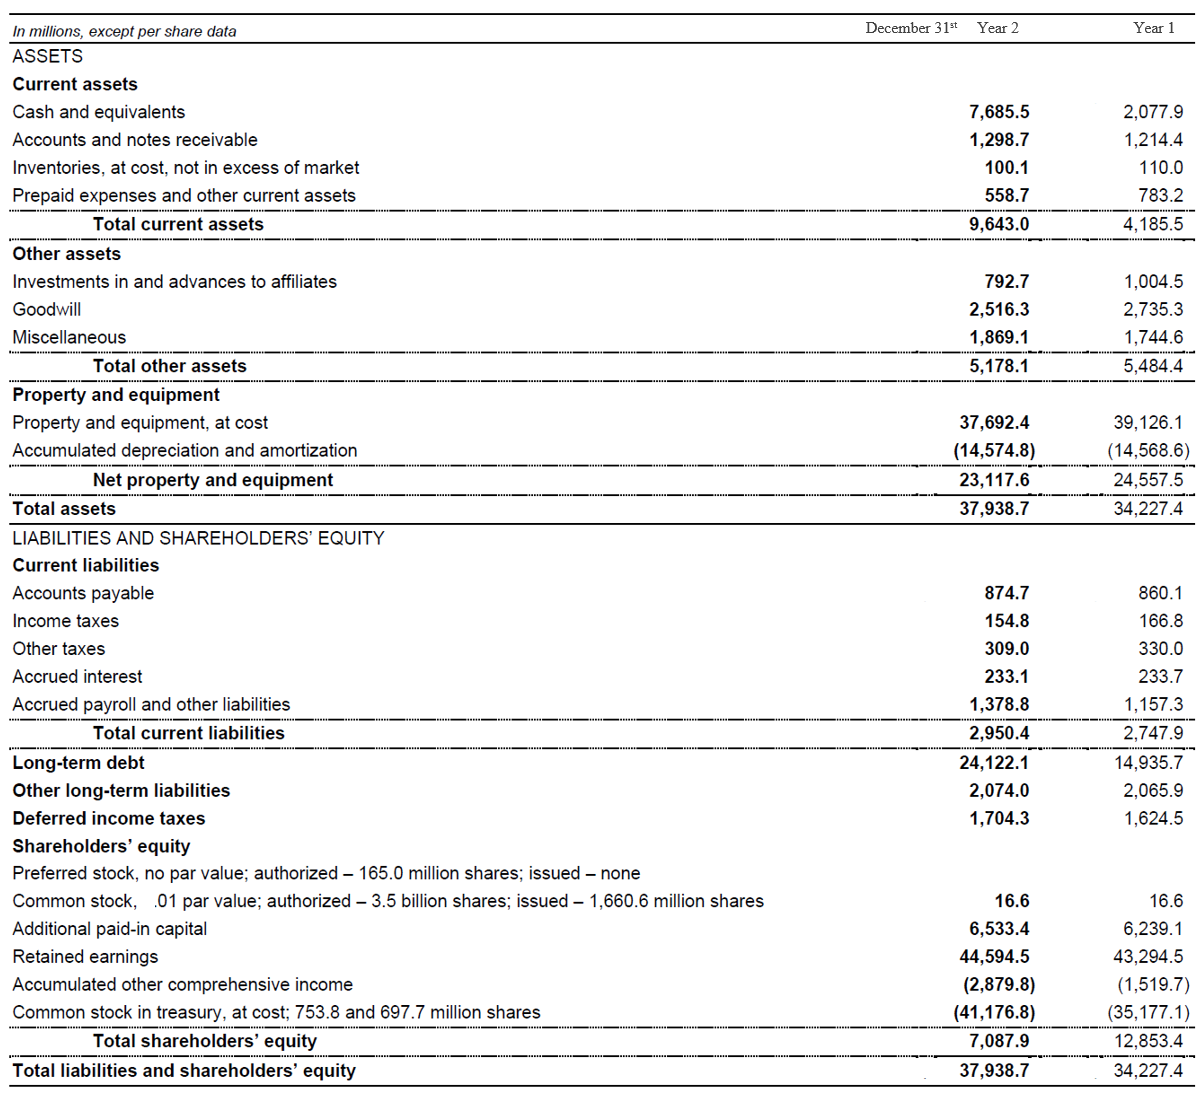 In millions, except per share data December 31st Year 2 Year 1
ASSETS
Current assets
Cash and equivalents 7,685.5 2,077.9
Accounts and notes receivable 1,298.7 1,214.4
Inventories, at cost, not in excess of market 100.1 110.0
Prepaid expenses and other current assets 558.7 783.2
Total current assets 9,643.0 4,185.5
Other assets
Investments in and advances to affiliates 792.7 1,004.5
Goodwill 2,516.3 2,735.3
Miscellaneous 1,869.1 1,744.6
Total other assets 5,178.1 5,484.4
Property and equipment
Property and equipment, at cost 37,692.4 39,126.1
Accumulated depreciation and amortization (14,574.8) (14,568.6)
Net property and equipment 23,117.6 24,557.5
Total assets 37,938.7 34,227.4
LIABILITIES AND SHAREHOLDERS’ EQUITY
Current liabilities
Accounts payable 874.7 860.1
Income taxes 154.8 166.8
Other taxes 309.0 330.0
Accrued interest 233.1 233.7
Accrued payroll and other liabilities 1,378.8 1,157.3
Total current liabilities 2,950.4 2,747.9
Long-term debt 24,122.1 14,935.7
Other long-term liabilities 2,074.0 2,065.9
Deferred income taxes 1,704.3 1,624.5
Shareholders’ equity
Preferred stock, no par value; authorized – 165.0 million shares; issued – none
Common stock, .01 par value; authorized – 3.5 billion shares; issued – 1,660.6 million shares 16.6 16.6
Additional paid-in capital 6,533.4 6,239.1
Retained earnings 44,594.5 43,294.5
Accumulated other comprehensive income (2,879.8) (1,519.7)
Common stock in treasury, at cost; 753.8 and 697.7 million shares (41,176.8) (35,177.1)
Total shareholders’ equity 7,087.9 12,853.4
Total liabilities and shareholders’ equity 37,938.7 34,227.4